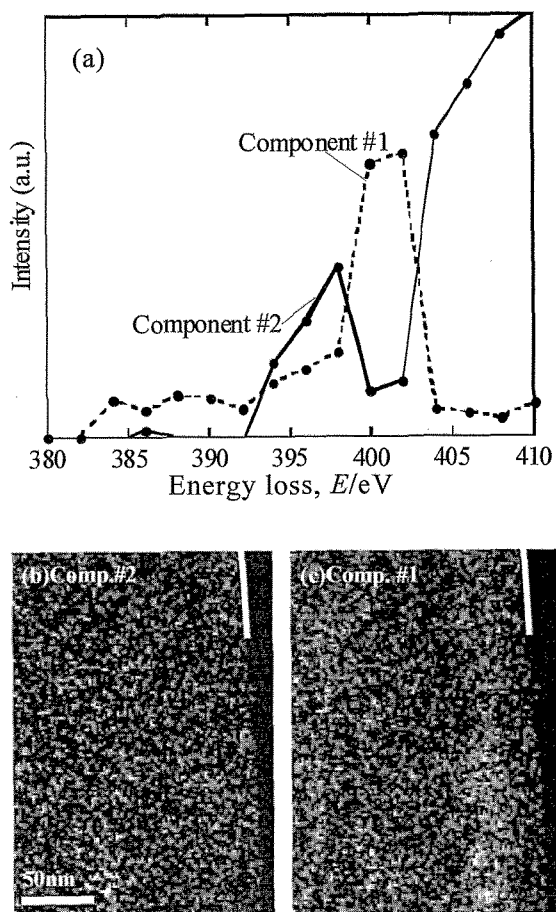 (a)
Component #1
Component #2
Intensity (a.u.)
380 385 390 395 400 405 410
Energy loss, E/eV
(b)Comp.#2
(c)Comp. #1
50nm